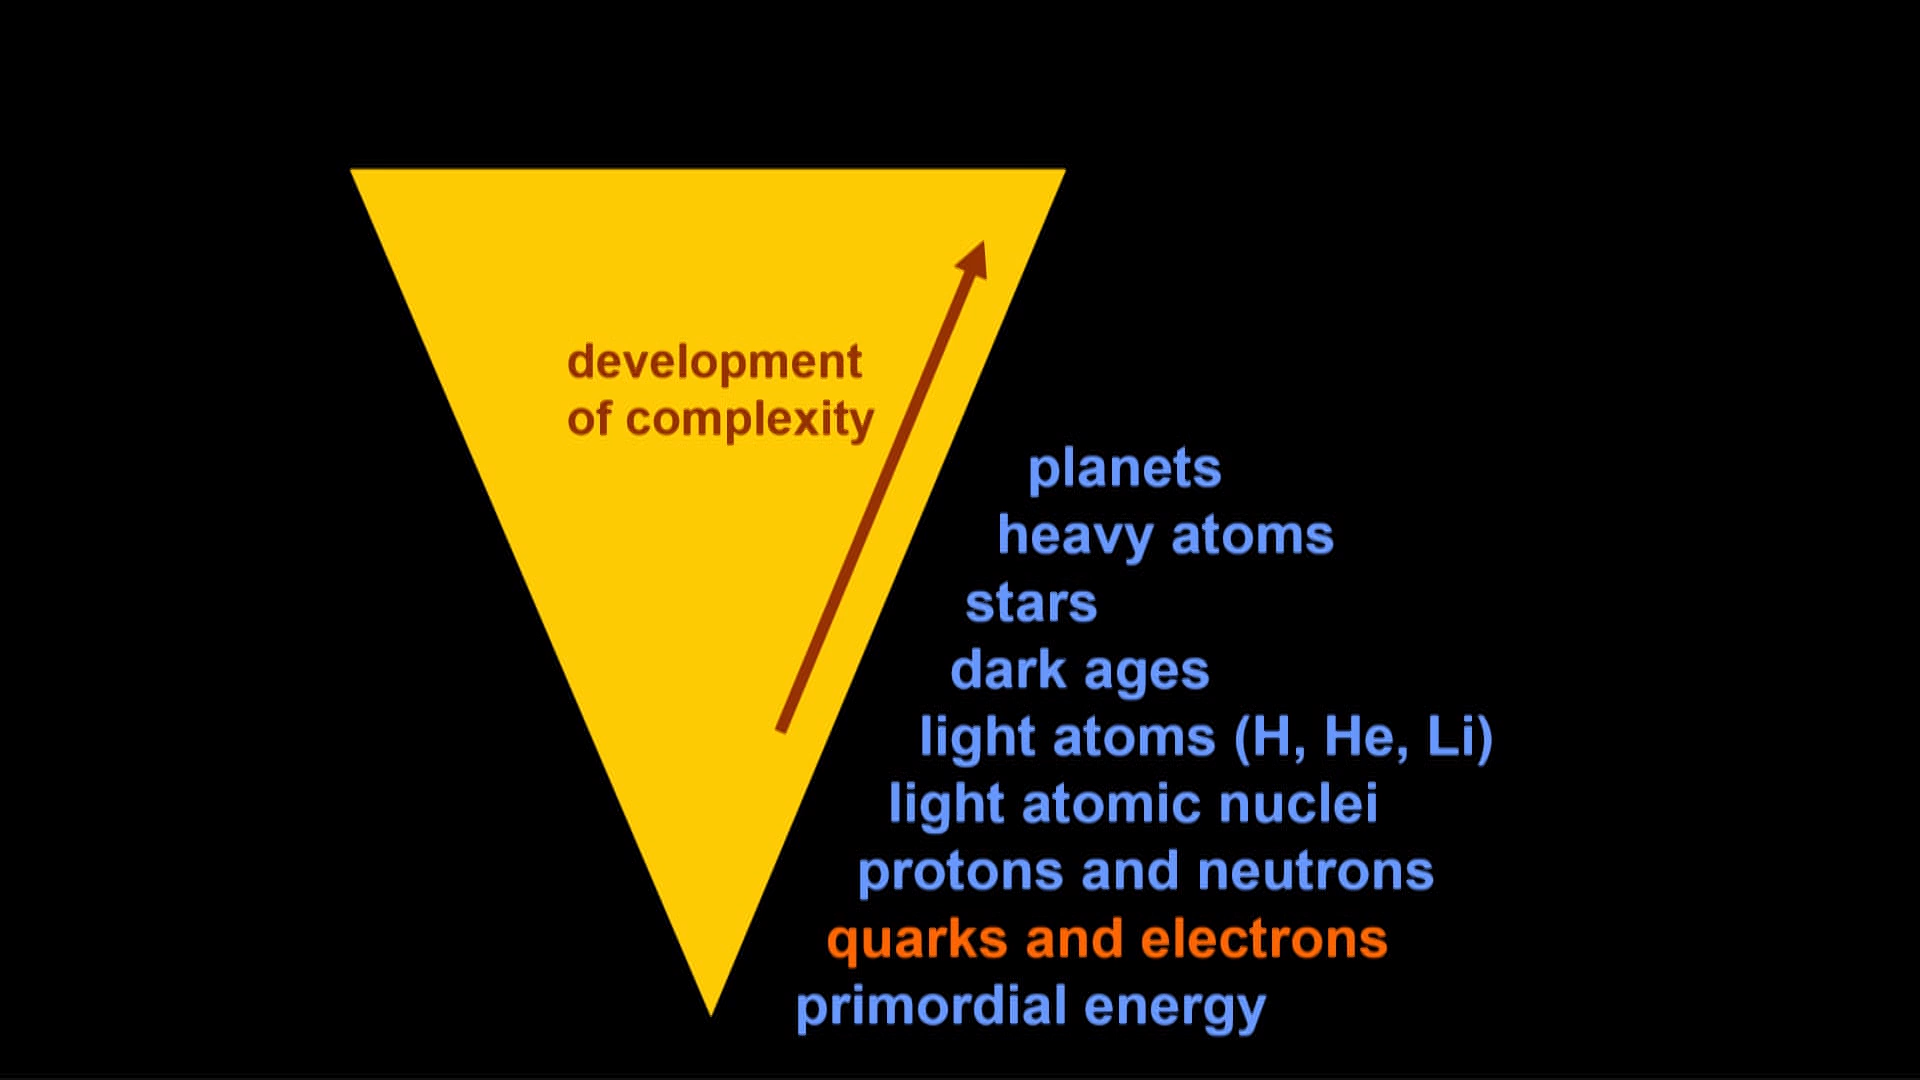 development
of complexity
planets
heavy atoms
stars
dark ages
light atoms (H, He, Li)
light atomic nuclei
protons and neutrons
quarks and electrons
primordial energy